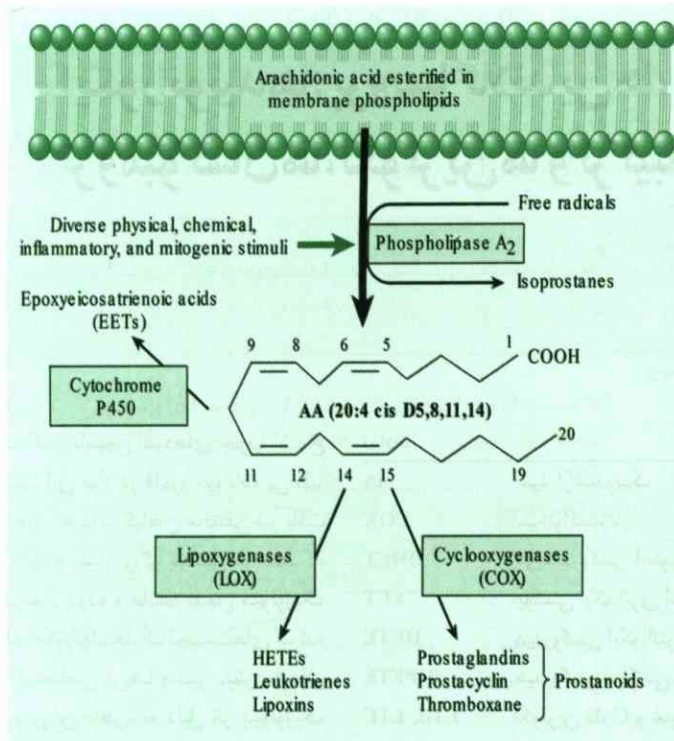 Arachidonic acid esterified in
membrane phospholipids
Free radicals
Diverse physical, chemical,
inflammatory, and mitogenic stimuli
Phospholipase A2
Isoprostanes
Epoxyeicosatrienoic acids
(EETs)
9 8 6 5 1
COOH
Cytochrome
P450
AA (20:4 cis D5,8,11,14)
20
11 12 14 15 19
Lipoxygenases
(LOX)
Cyclooxygenases
(COX)
HETEs
Leukotrienes
Lipoxins
Prostaglandins
Prostacyclin
Thromboxane
Prostanoids